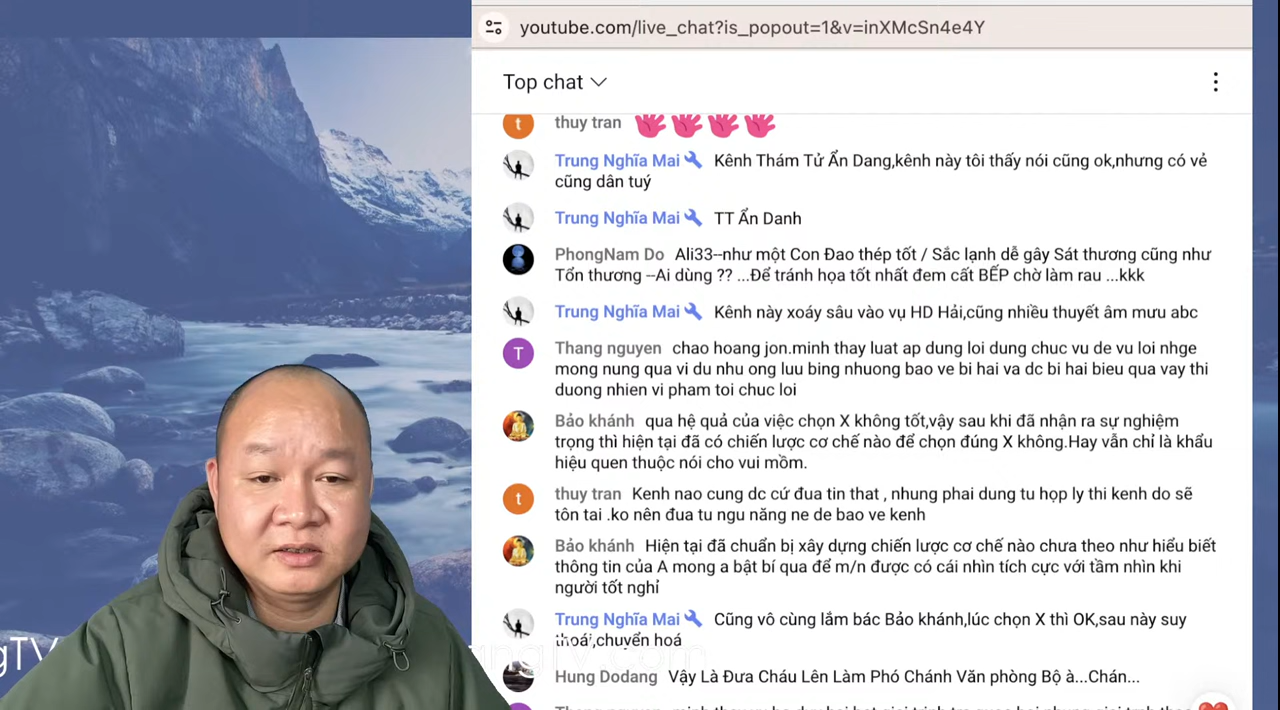 youtube.com/live_chat?is_popout=1&v=inXMcSn4e4Y
Top chat
t
thuy tran
Trung Nghĩa Mai Kênh Thám Tử Ẩn Dang,kênh này tôi thấy nói cũng ok,nhưng có vẻ
cũng dân tuý
Trung Nghĩa Mai TT Ẩn Danh
PhongNam Do Ali33--như một Con Đao thép tốt / Sắc lạnh dễ gây Sát thương cũng như
Tổn thương --Ai dùng ?? ...Để tránh họa tốt nhất đem cất BẾP chờ làm rau ...kkk
Trung Nghĩa Mai Kênh này xoáy sâu vào vụ HD Hải,cũng nhiều thuyết âm mưu abc
T
Thang nguyen chao hoang jon.minh thay luat ap dung loi dung chuc vu de vu loi nhge
mong nung qua vi du nhu ong luu bing nhuong bao ve bi hai va dc bi hai bieu qua vay thi
duong nhien vi pham toi chuc loi
Bảo khánh qua hệ quả của việc chọn X không tốt,vậy sau khi đã nhận ra sự nghiệm
trọng thì hiện tại đã có chiến lược cơ chế nào để chọn đúng X không.Hay vẫn chỉ là khẩu
hiệu quen thuộc nói cho vui mồm.
t
thuy tran Kenh nao cung dc cứ đua tin that , nhung phai dung tu họp ly thi kenh do sẽ
tôn tai .ko nên đua tu ngu năng ne de bao ve kenh
Bảo khánh Hiện tại đã chuẩn bị xây dựng chiến lược cơ chế nào chưa theo như hiểu biết
thông tin của A mong a bật bí qua để m/n được có cái nhìn tích cực với tầm nhìn khi
người tốt nghỉ
Trung Nghĩa Mai Cũng vô cùng lắm bác Bảo khánh,lúc chọn X thì OK,sau này suy
thoái,chuyển hoá
gTV
angTV.com
Hung Dodang Vậy Là Đưa Cháu Lên Làm Phó Chánh Văn phòng Bộ à...Chán...
Thang nguyen